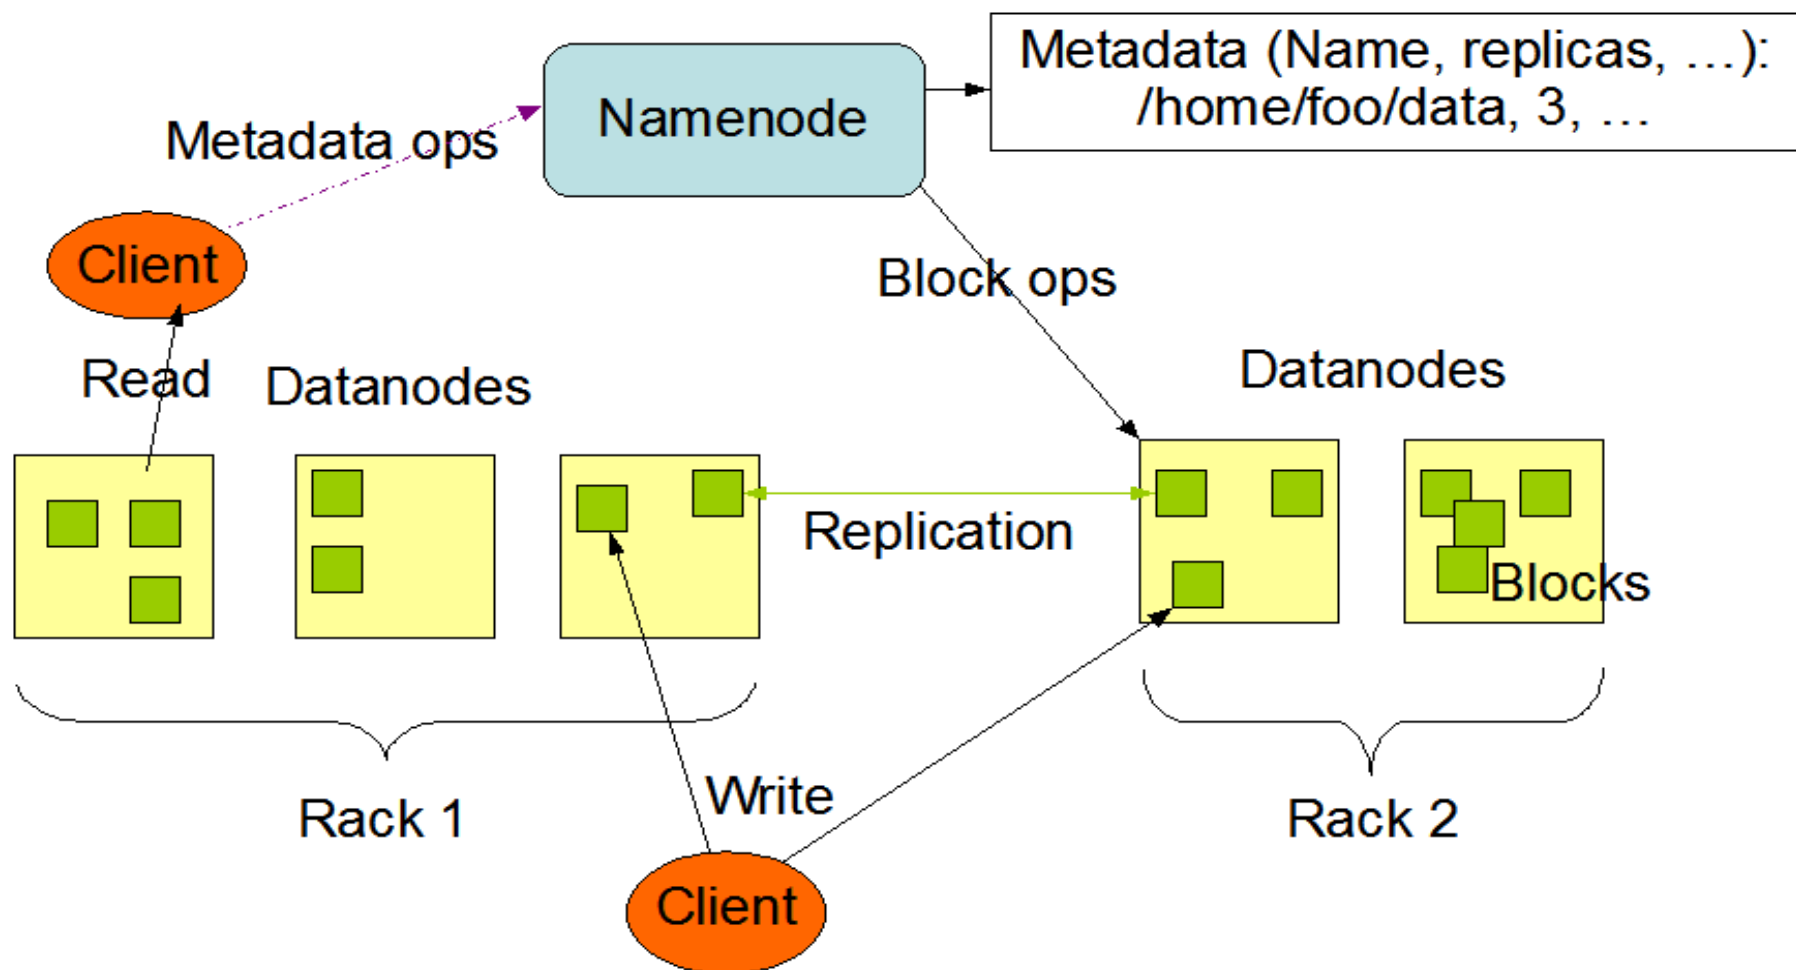 Metadata (Name, replicas, …):
/home/foo/data, 3, …
Namenode
Metadata ops
Client
Block ops
Read
Datanodes
Datanodes
Replication
Blocks
Rack 1
Write
Rack 2
Client